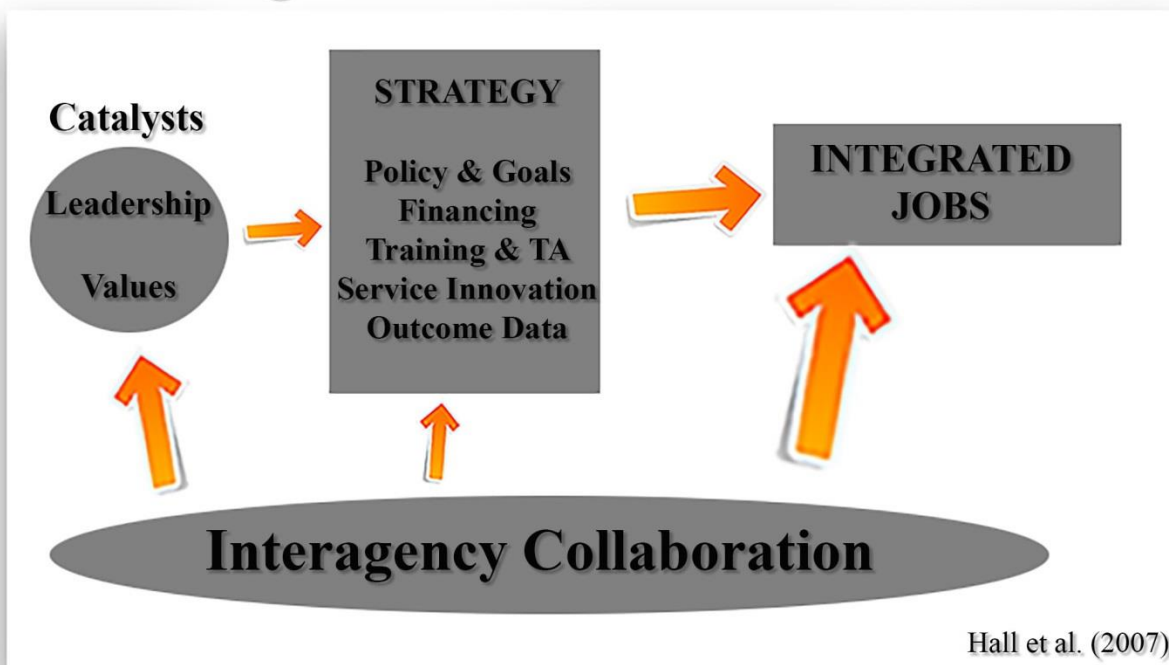 Catalysts
Leadership
Values
STRATEGY
Policy & Goals
Financing
Training & TA
Service Innovation
Outcome Data
INTEGRATED
JOBS
Interagency Collaboration
Hall et al. (2007)